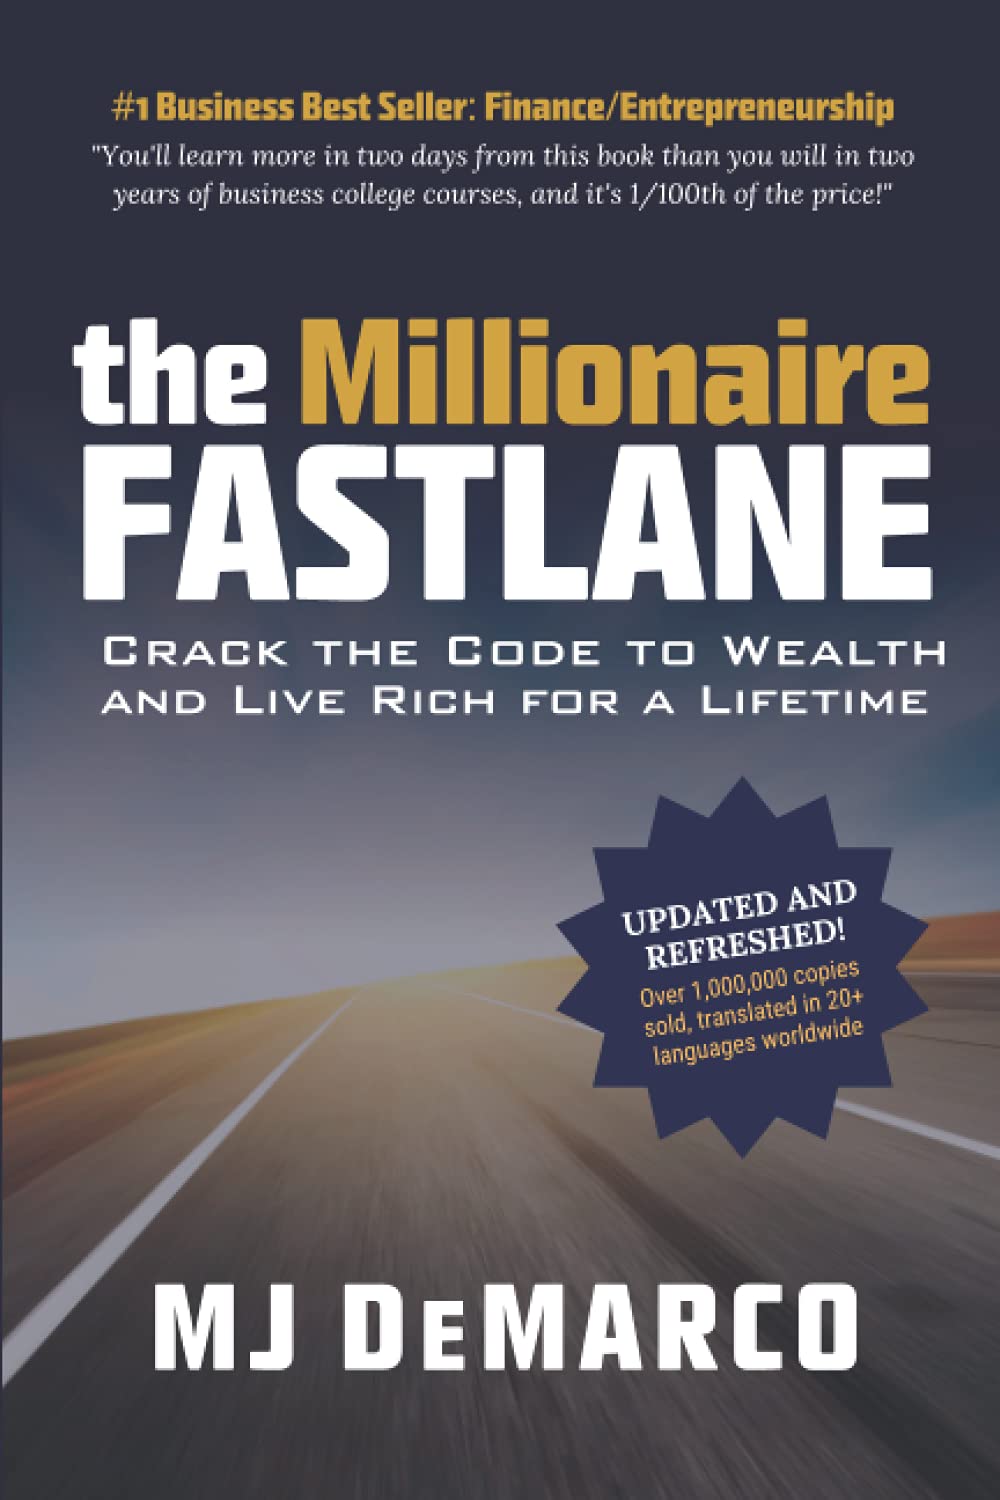 #1 Business Best Seller: Finance/Entrepreneurship
"You'll learn more in two days from this book than you will in two
years of business college courses, and it's 1/100th of the price!"
the Millionaire
FASTLANE
CRACK THE CODE TO WEALTH
AND LIVE RICH FOR A LIFETIME
UPDATED AND
REFRESHED!
Over 1,000,000 copies
sold, translated in 20+
languages worldwide
MJ DEMARCO